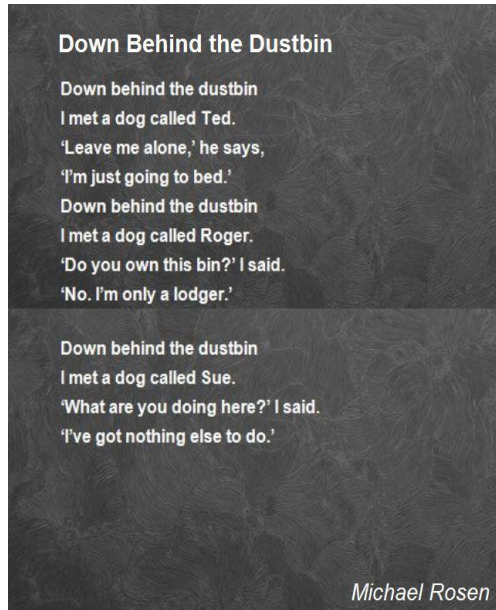 Down Behind the Dustbin
Down behind the dustbin
I met a dog called Ted.
‘Leave me alone,’ he says,
‘I’m just going to bed.’
Down behind the dustbin
I met a dog called Roger.
‘Do you own this bin?’ I said.
‘No. I’m only a lodger.’
Down behind the dustbin
I met a dog called Sue.
‘What are you doing here?’ I said.
‘I’ve got nothing else to do.’
Michael Rosen